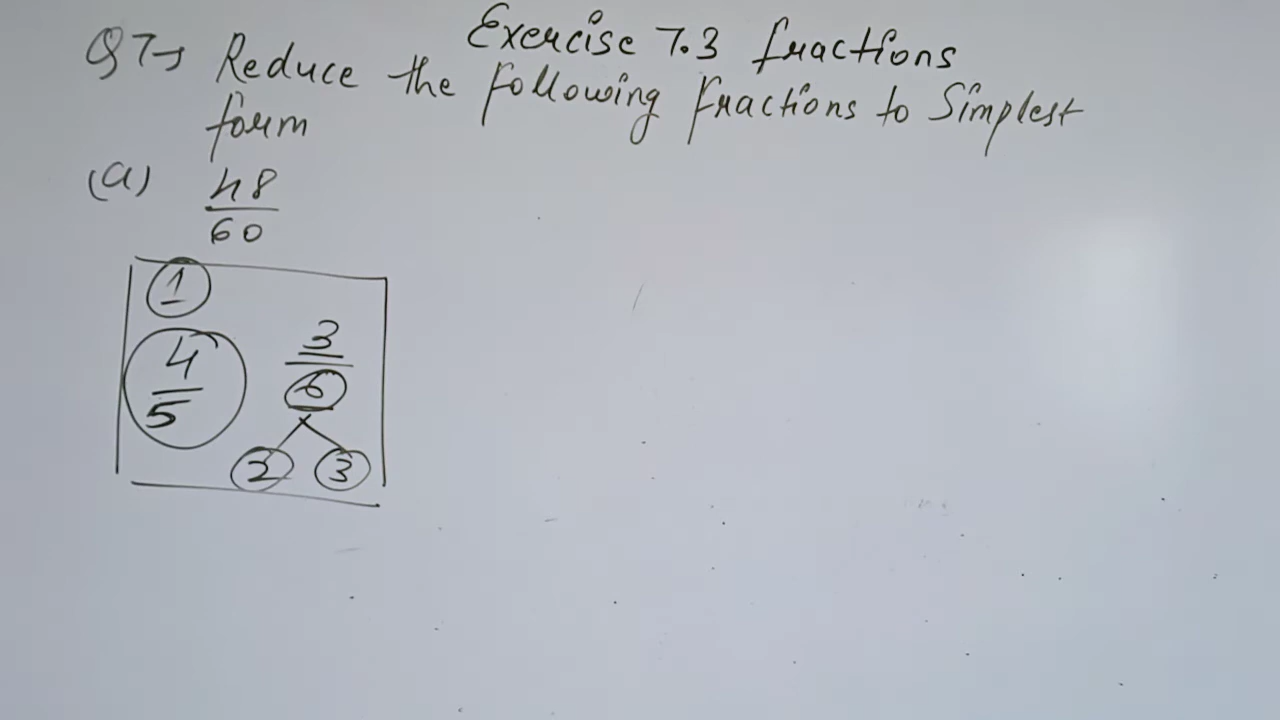 Exercise 7.3 fractions
Q7→ Reduce the following fractions to Simplest
form
(a) 48/60
1
4/5 3/6
2 3